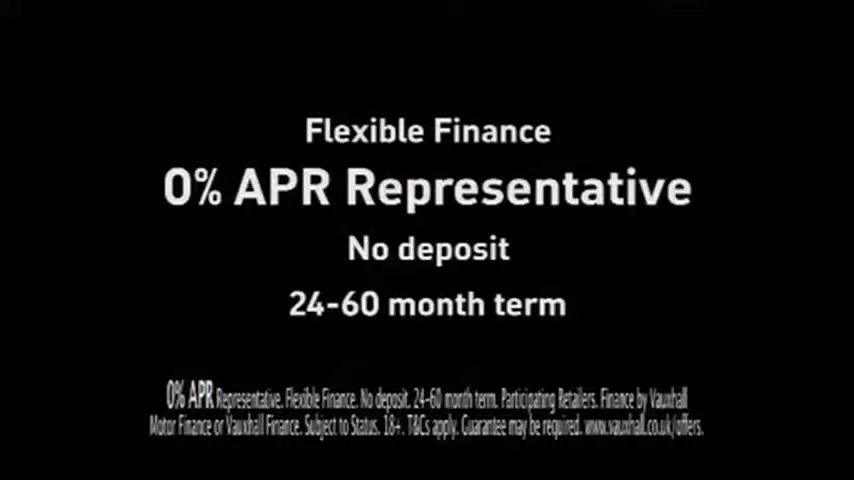 Flexible Finance
0% APR Representative
No deposit
24-60 month term
0% APR Representative. Flexible Finance. No deposit. 24-60 month term. Participating Retailers. Finance by Vauxhall
Motor Finance or Vauxhall Finance. Subject to Status. 18+. T&Cs apply. Guarantee may be required. www.vauxhall.co.uk/offers.